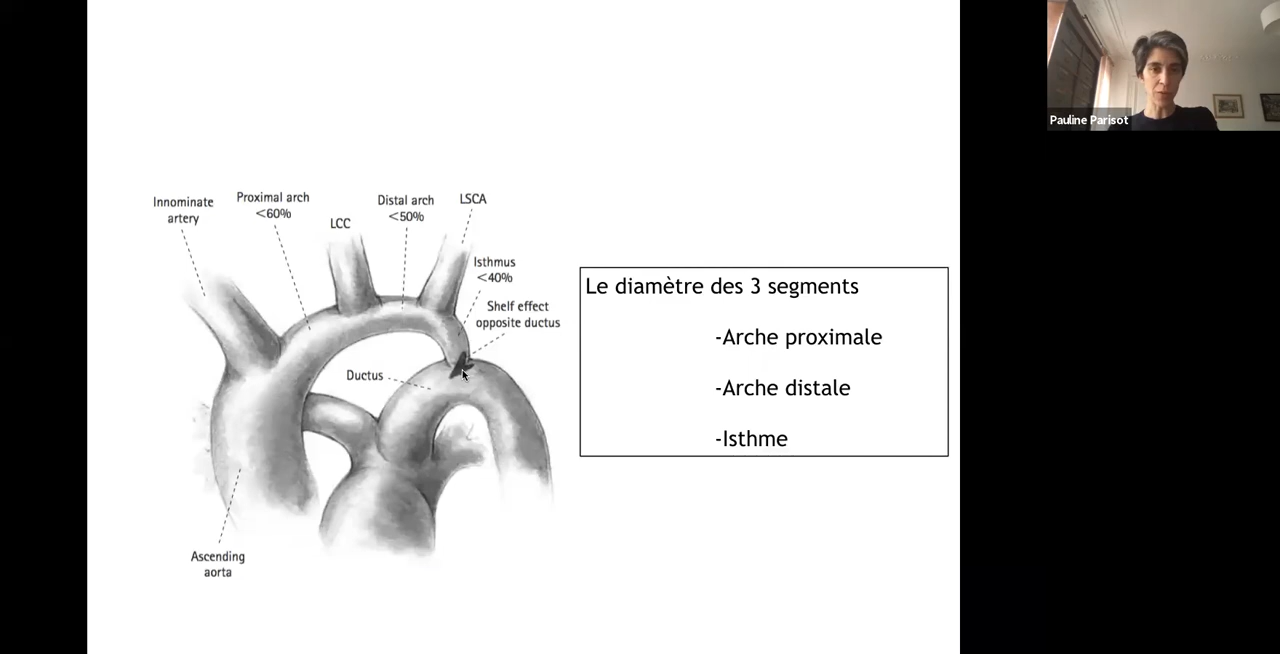 Innominate
artery
Proximal arch
<60%
LCC
Distal arch
<50%
LSCA
Isthmus
<40%
Shelf effect
opposite ductus
Ductus
Ascending
aorta
Le diamètre des 3 segments
-Arche proximale
-Arche distale
-Isthme
Pauline Parisot